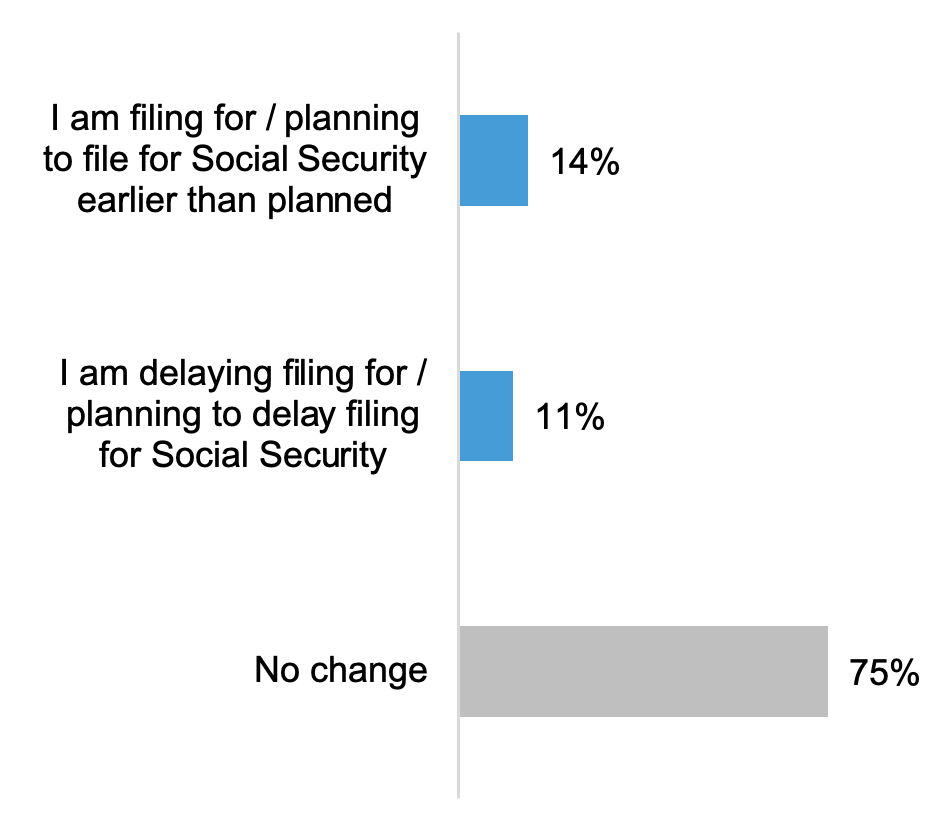 I am filing for / planning
to file for Social Security
earlier than planned
14%
I am delaying filing for /
planning to delay filing
for Social Security
11%
No change
75%